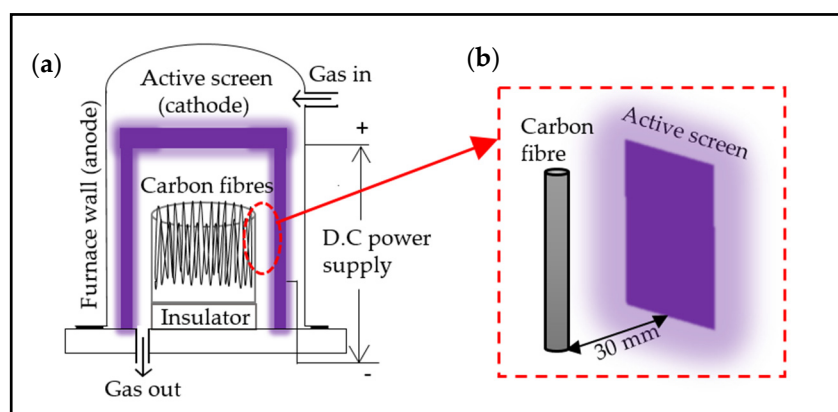 (a)
Active screen
(cathode)
Gas in
Furnace wall (anode)
+
Carbon fibres
D.C power
supply
Insulator
-
Gas out
(b)
Active screen
Carbon
fibre
30 mm